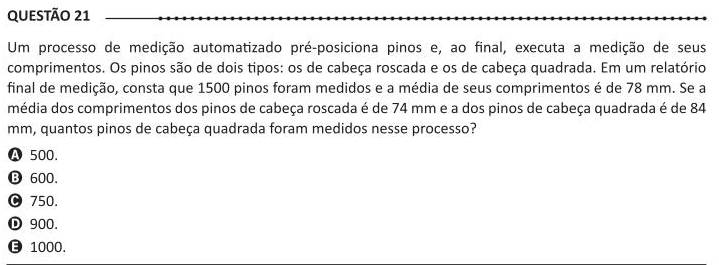 QUESTÃO 21
Um processo de medição automatizado pré-posiciona pinos e, ao final, executa a medição de seus
comprimentos. Os pinos são de dois tipos: os de cabeça roscada e os de cabeça quadrada. Em um relatório
final de medição, consta que 1500 pinos foram medidos e a média de seus comprimentos é de 78 mm. Se a
média dos comprimentos dos pinos de cabeça roscada é de 74 mm e a dos pinos de cabeça quadrada é de 84
mm, quantos pinos de cabeça quadrada foram medidos nesse processo?
A 500.
B 600.
C 750.
D 900.
E 1000.